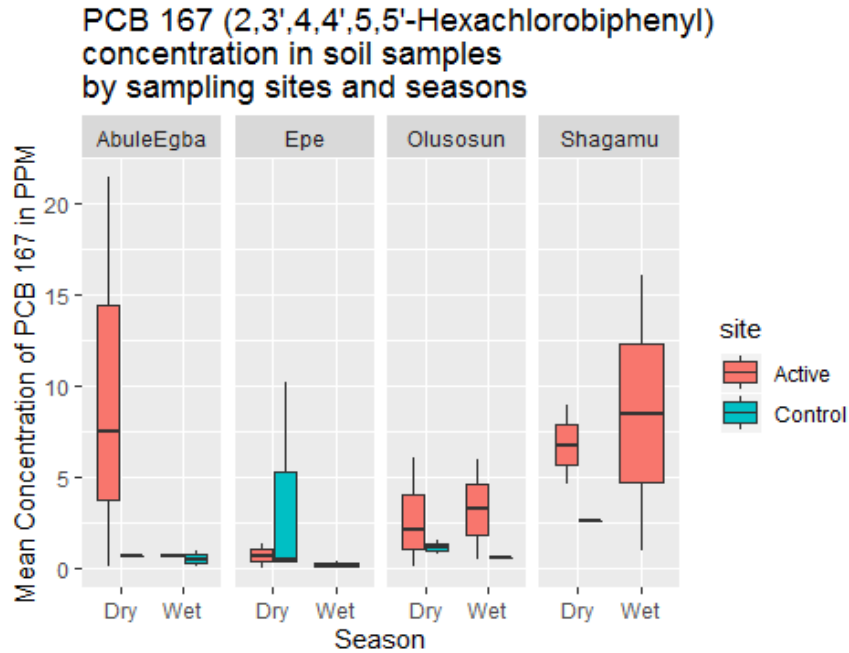 PCB 167 (2,3',4,4',5,5'-Hexachlorobiphenyl)
concentration in soil samples
by sampling sites and seasons
Mean Concentration of PCB 167 in PPM
AbuleEgba Epe Olusosun Shagamu
20
15
10
5
0
Dry Wet Dry Wet Dry Wet Dry Wet
Season
site
Active
Control